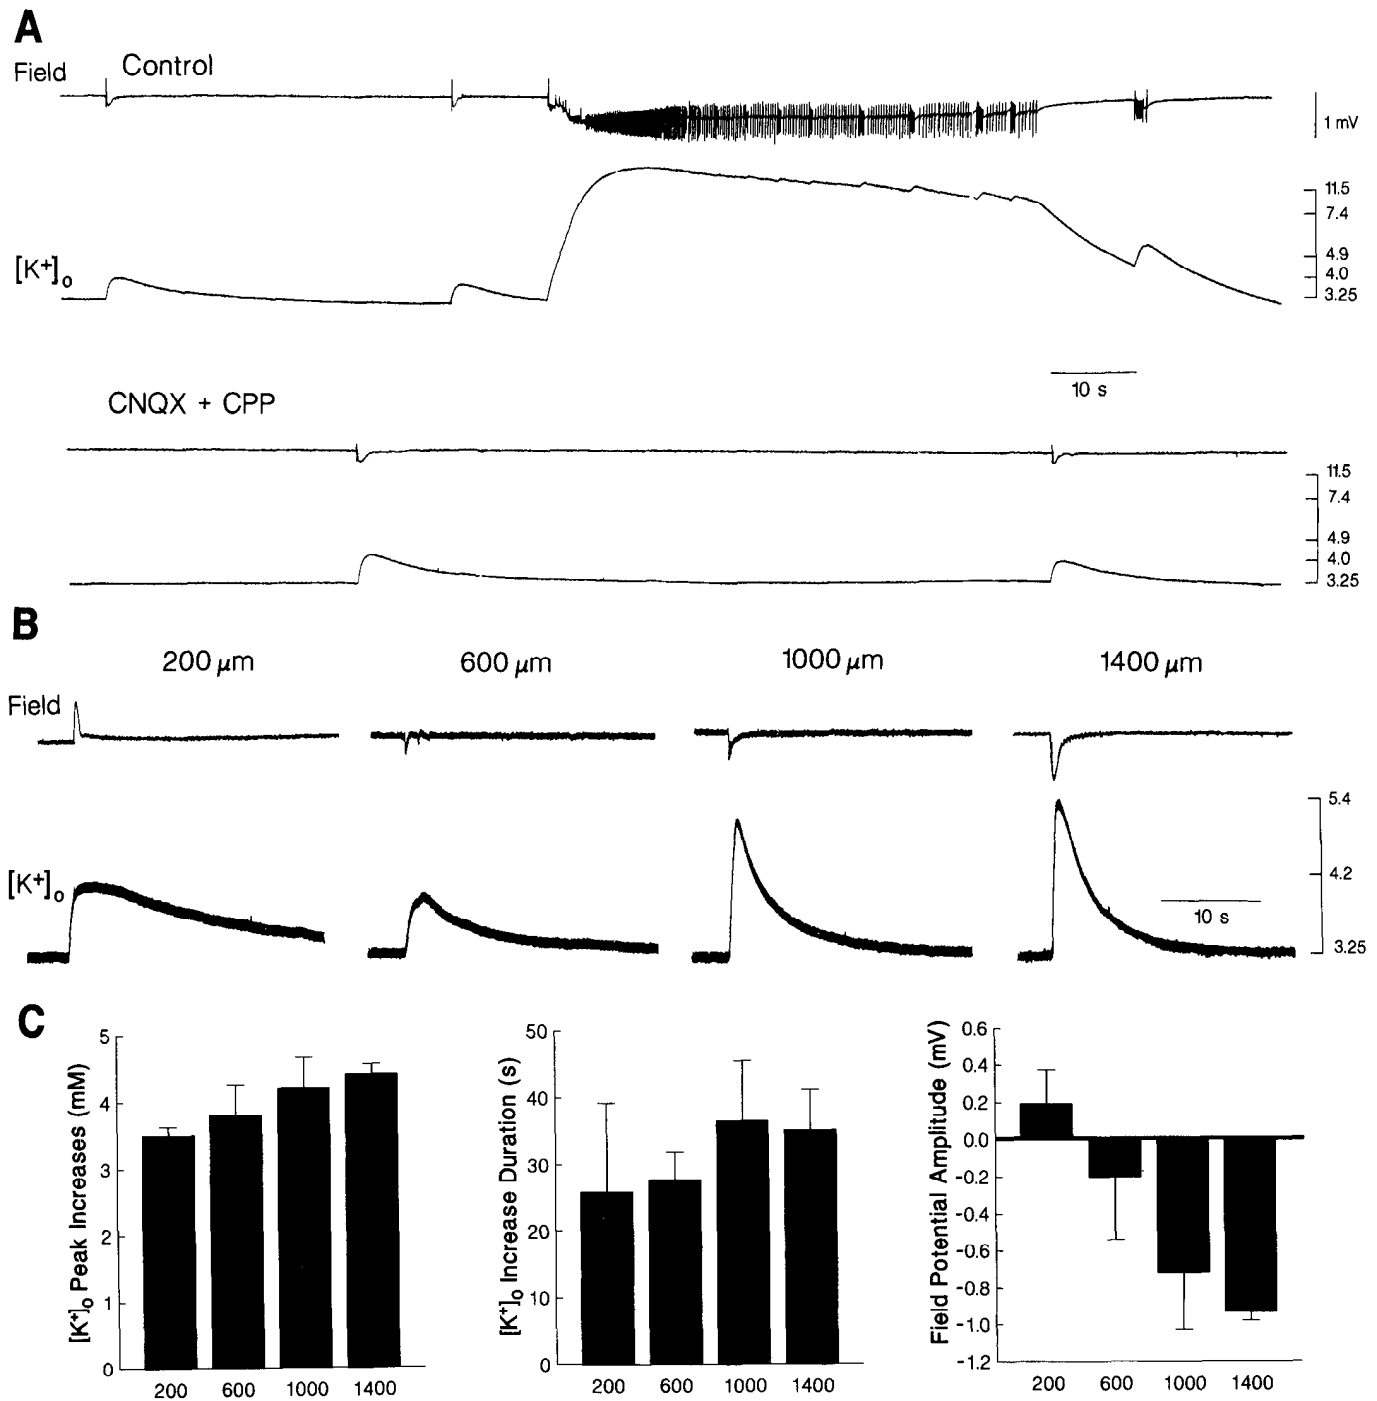 A
Field
Control
1 mV
[K⁺]ₒ
11.5
7.4
4.9
4.0
3.25
10 s
CNQX + CPP
11.5
7.4
4.9
4.0
3.25
B
200 µm
600 µm
1000 µm
1400 µm
Field
[K⁺]ₒ
5.4
4.2
3.25
10 s
C
[K⁺]ₒ Peak Increases (mM)
5
4
3
2
1
0
200 600 1000 1400
[K⁺]ₒ Increase Duration (s)
50
40
30
20
10
0
200 600 1000 1400
Field Potential Amplitude (mV)
0.6
0.4
0.2
0.0
-0.2
-0.4
-0.6
-0.8
-1.0
-1.2
200 600 1000 1400